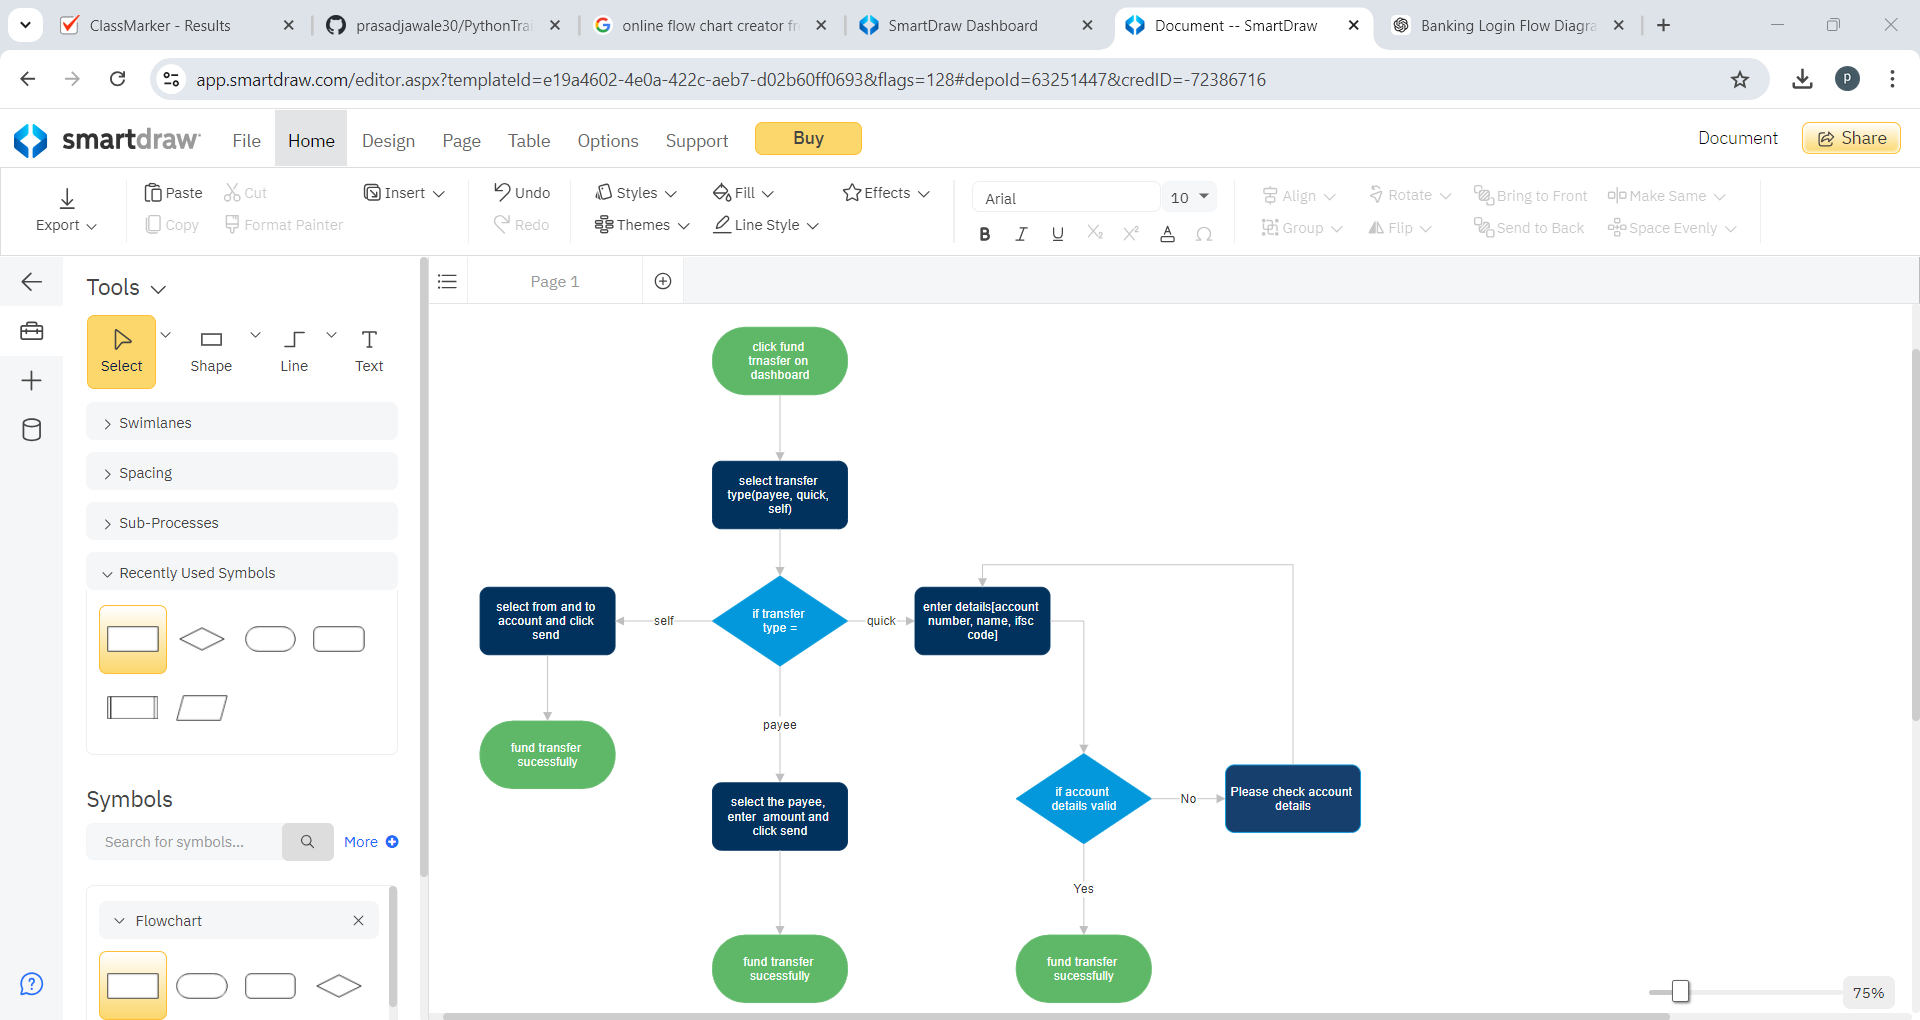 ClassMarker - Results
prasadjawale30/PythonTrai
online flow chart creator fr
SmartDraw Dashboard
Document -- SmartDraw
Banking Login Flow Diagra
app.smartdraw.com/editor.aspx?templateId=e19a4602-4e0a-422c-aeb7-d02b60ff0693&flags=128#depoId=63251447&credID=-72386716
P
smartdraw
File
Home
Design
Page
Table
Options
Support
Buy
Document
Share
Export
Paste
Cut
Copy
Format Painter
Insert
Undo
Redo
Styles
Themes
Fill
Line Style
Effects
Arial
10
B I U X₂ X² A Ω
Align
Rotate
Bring to Front
Make Same
Group
Flip
Send to Back
Space Evenly
Tools
Select
Shape
Line
T
Text
Swimlanes
Spacing
Sub-Processes
Recently Used Symbols
Symbols
Search for symbols...
More
Flowchart
?
Page 1
click fund
trnasfer on
dashboard
select transfer
type(payee, quick,
self)
if transfer
type =
self
quick
payee
select from and to
account and click
send
fund transfer
sucessfully
enter details[account
number, name, ifsc
code]
select the payee,
enter  amount and
click send
fund transfer
sucessfully
if account
details valid
No
Please check account
details
Yes
fund transfer
sucessfully
75%